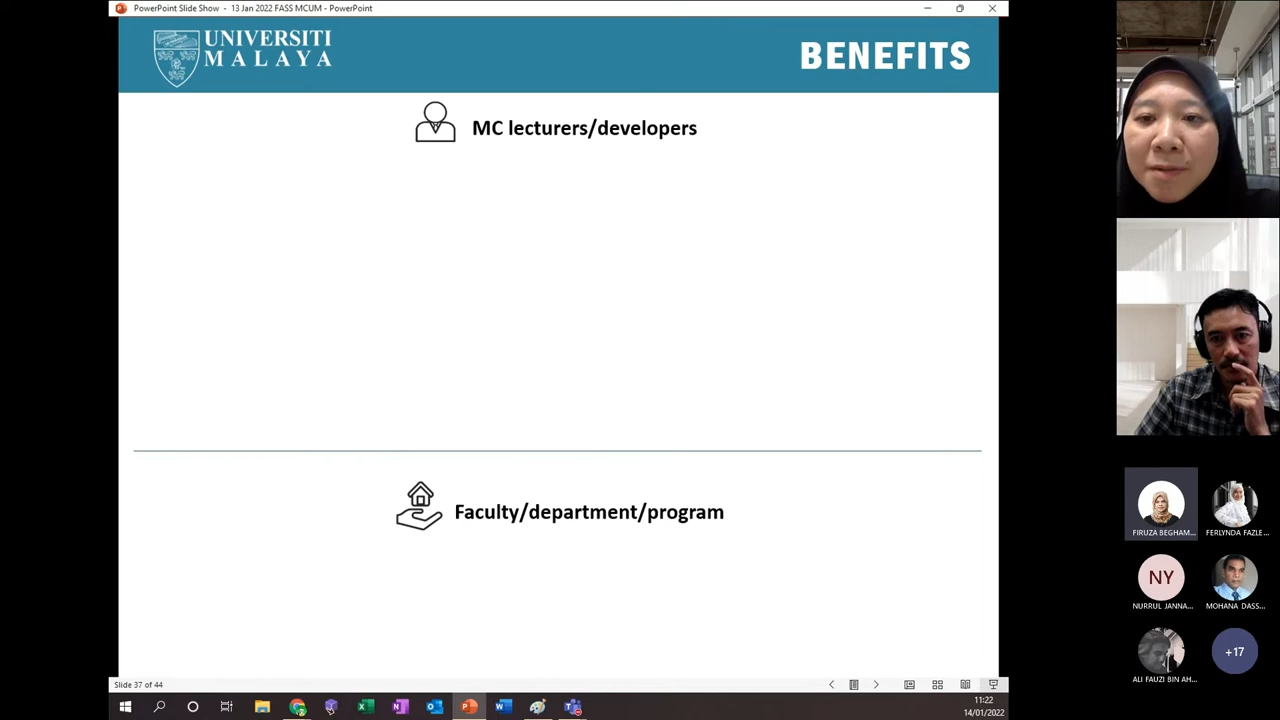 PowerPoint Slide Show - 13 Jan 2022 FASS MCUM - PowerPoint
UNIVERSITI
MALAYA
BENEFITS
MC lecturers/developers
Faculty/department/program
FIRUZA BEGHAM...
FERLYNDA FAZLE...
NY
NURRUL JANNA...
MOHANA DASS...
ALI FAUZI BIN AH...
+17
Slide 37 of 44
11:22
14/01/2022